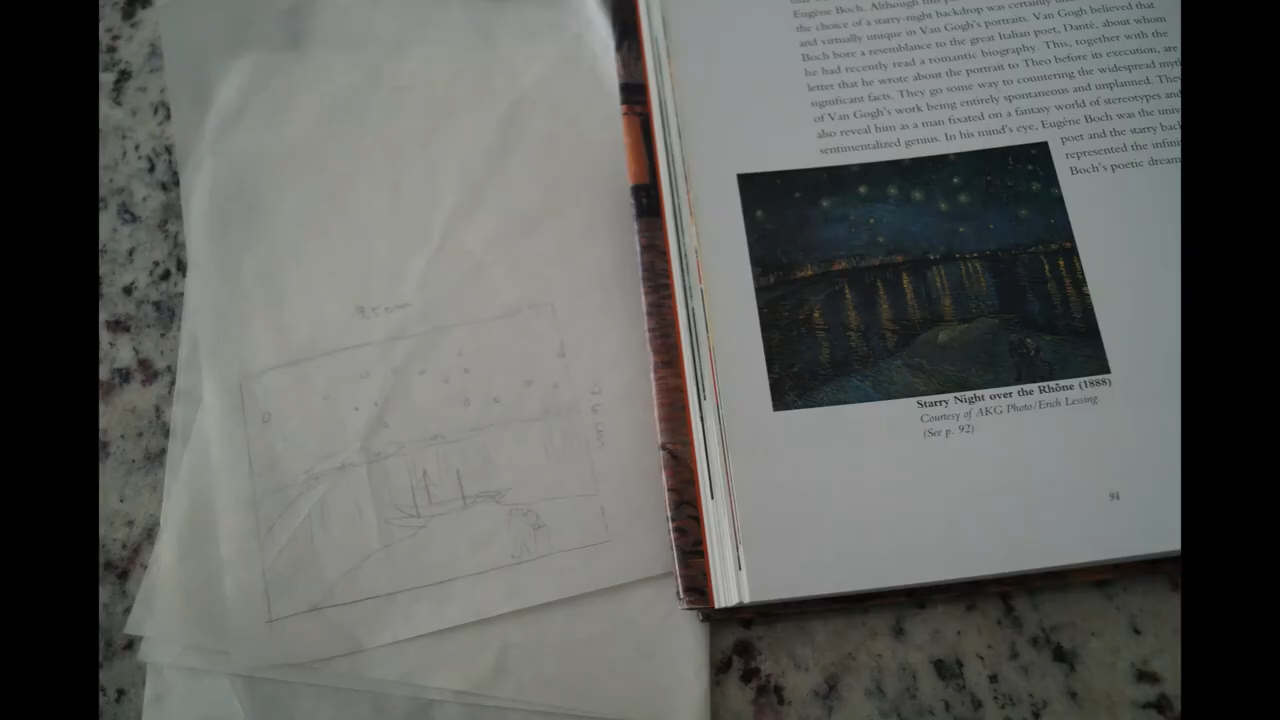 Eugène Boch. Although this
the choice of a starry-night backdrop was certainly
and virtually unique in Van Gogh's portraits. Van Gogh believed that
Boch bore a resemblance to the great Italian poet, Danté, about whom
he had recently read a romantic biography. This, together with the
letter that he wrote about the portrait to Theo before its execution, are
significant facts. They go some way to countering the widespread myth
of Van Gogh's work being entirely spontaneous and unplanned. They
also reveal him as a man fixated on a fantasy world of stereotypes and
sentimentalized genius. In his mind's eye, Eugène Boch was the
poet and the starry
represented the
Boch's poetic
Starry Night over the Rhône (1888)
Courtesy of AKG Photo/Erich Lessing.
(See p. 92)